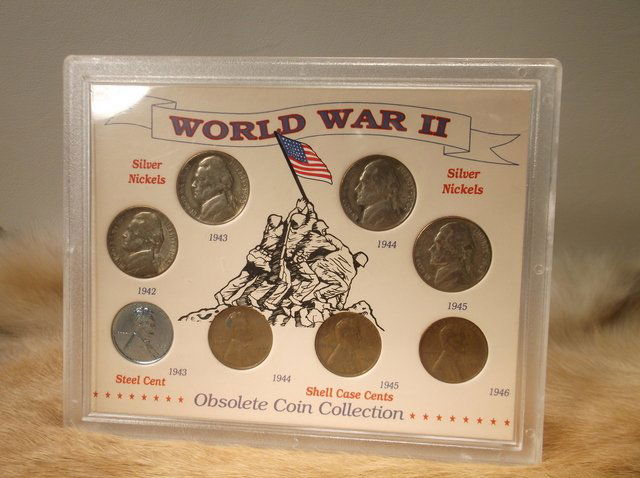 WORLD WAR II
Silver
Nickels
Silver
Nickels
1943
1944
1942
1945
1943
1944
1945
1946
Steel Cent
Shell Case Cents
Obsolete Coin Collection